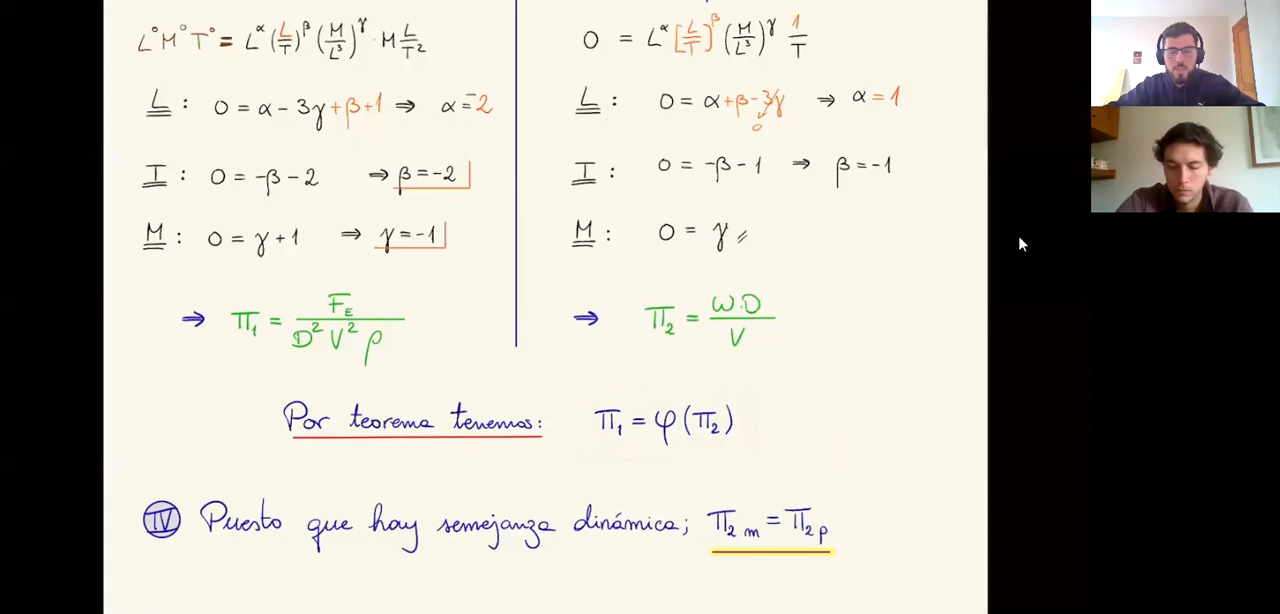 L° M° T° = L^α (L/T)^β (M/L³)^γ · M L/T²
L : 0 = α - 3γ + β + 1 ⇒ α = -2
I : 0 = -β - 2 ⇒ β = -2
M : 0 = γ + 1 ⇒ γ = -1
⇒ Π₁ = F_E / D² V² ρ
0 = L^α [L/T]^β (M/L³)^γ 1/T
L : 0 = α + β - 3γ ⇒ α = 1
0
I : 0 = -β - 1 ⇒ β = -1
M : 0 = γ
⇒ Π₂ = ω.D / V
Por teorema tenemos: Π₁ = φ(Π₂)
IV Puesto que hay semejanza dinámica; Π₂ m = Π₂ p